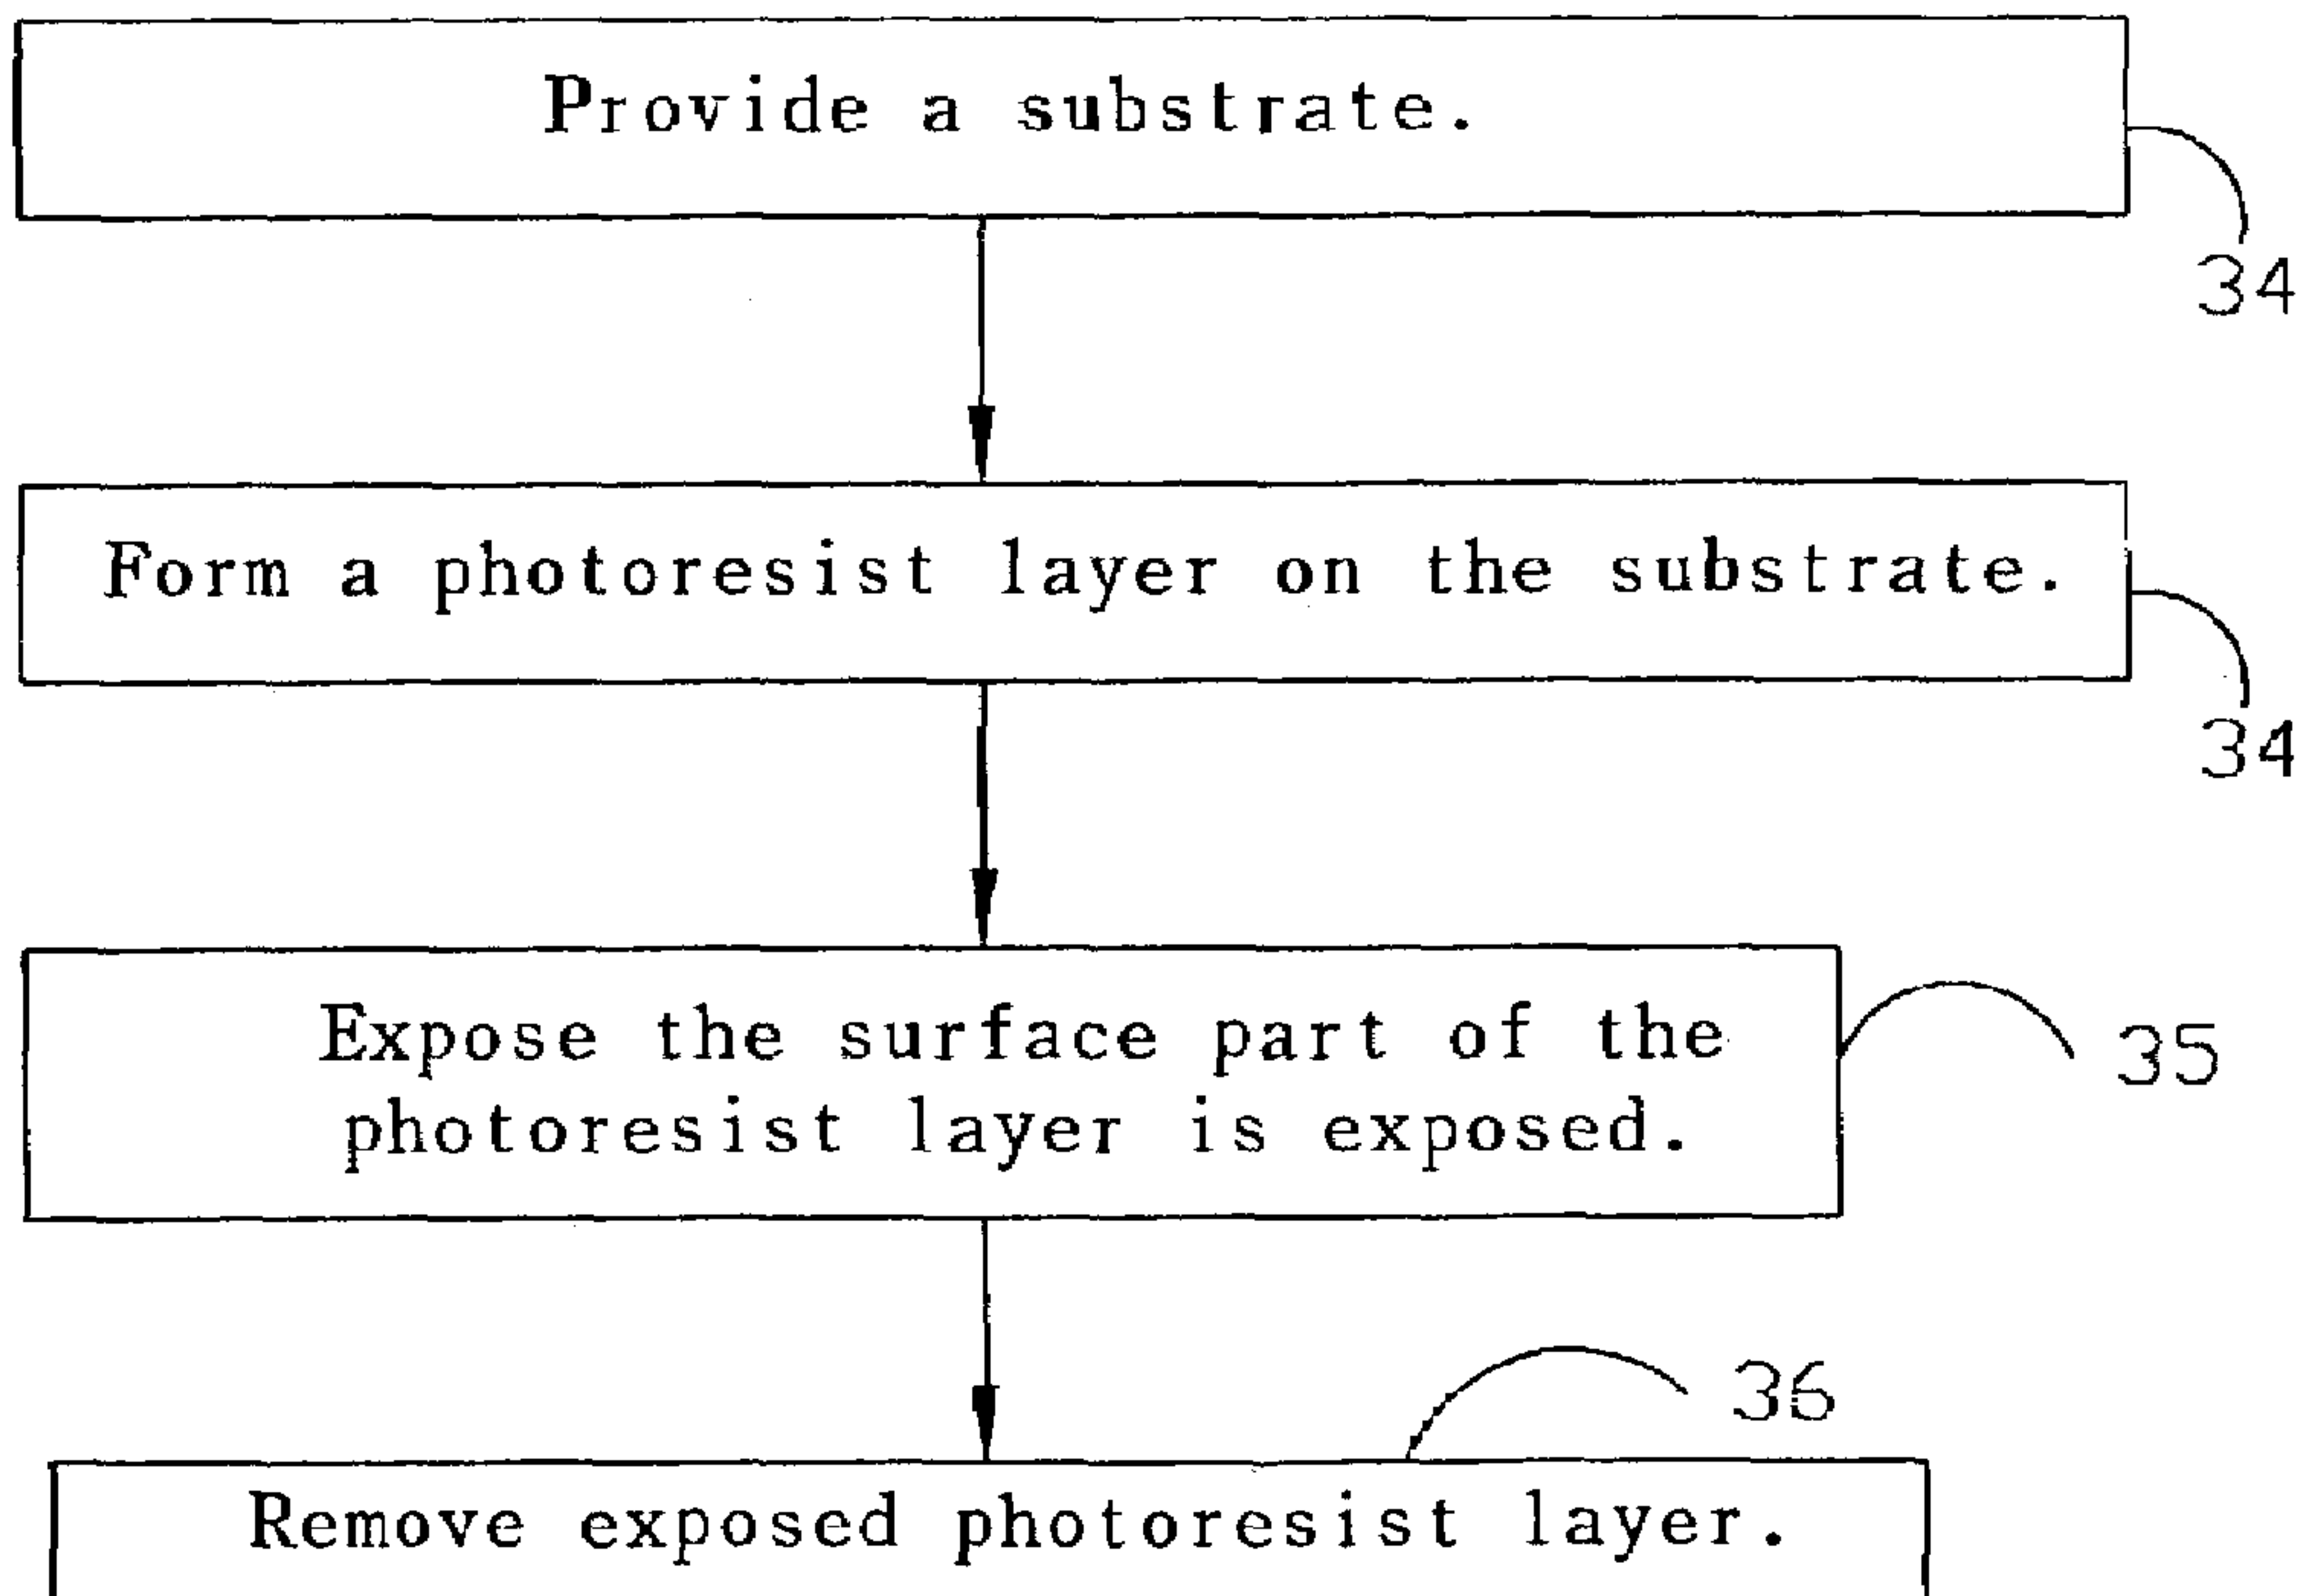 Provide a substrate.
34
Form a photoresist layer on the substrate.
34
Expose the surface part of the
photoresist layer is exposed.
35
36
Remove exposed photoresist layer.